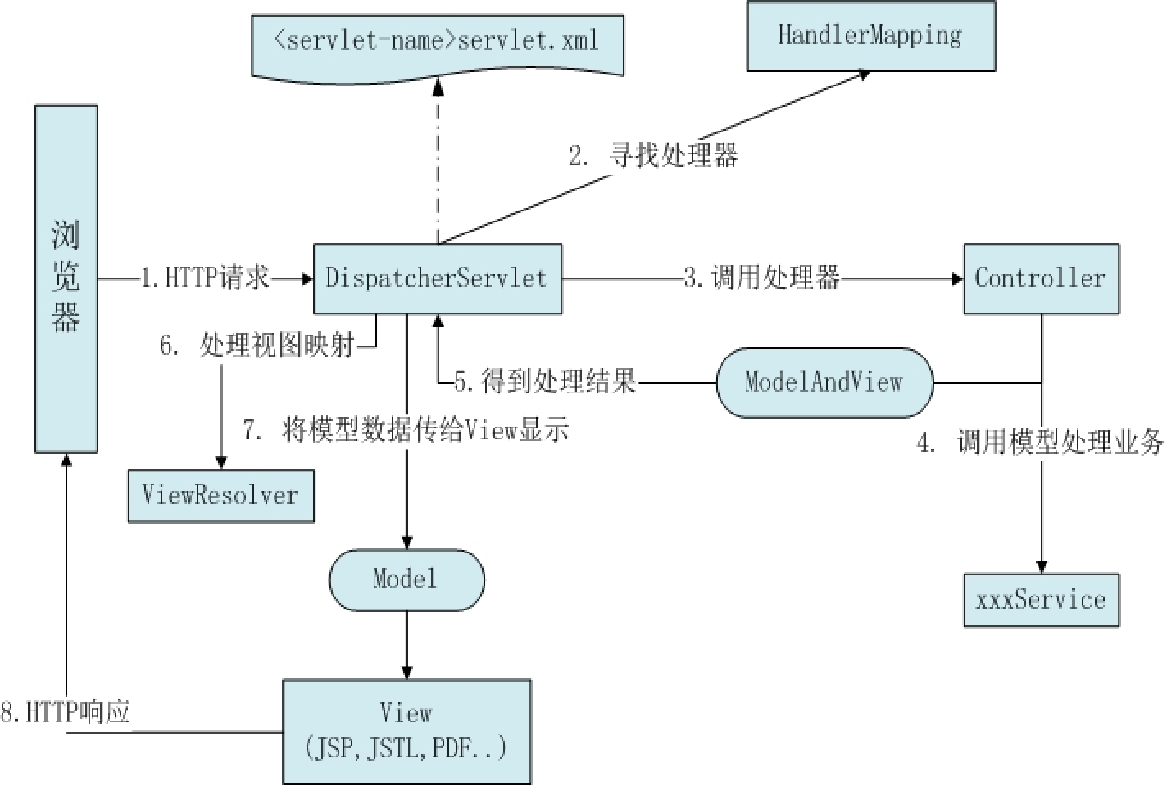 <servlet-name>servlet.xml
HandlerMapping
2. 寻找处理器
浏
览
器
1.HTTP请求
DispatcherServlet
3.调用处理器
Controller
6. 处理视图映射
5.得到处理结果
ModelAndView
7. 将模型数据传给View显示
4. 调用模型处理业务
ViewResolver
Model
xxxService
8.HTTP响应
View
(JSP,JSTL,PDF..)